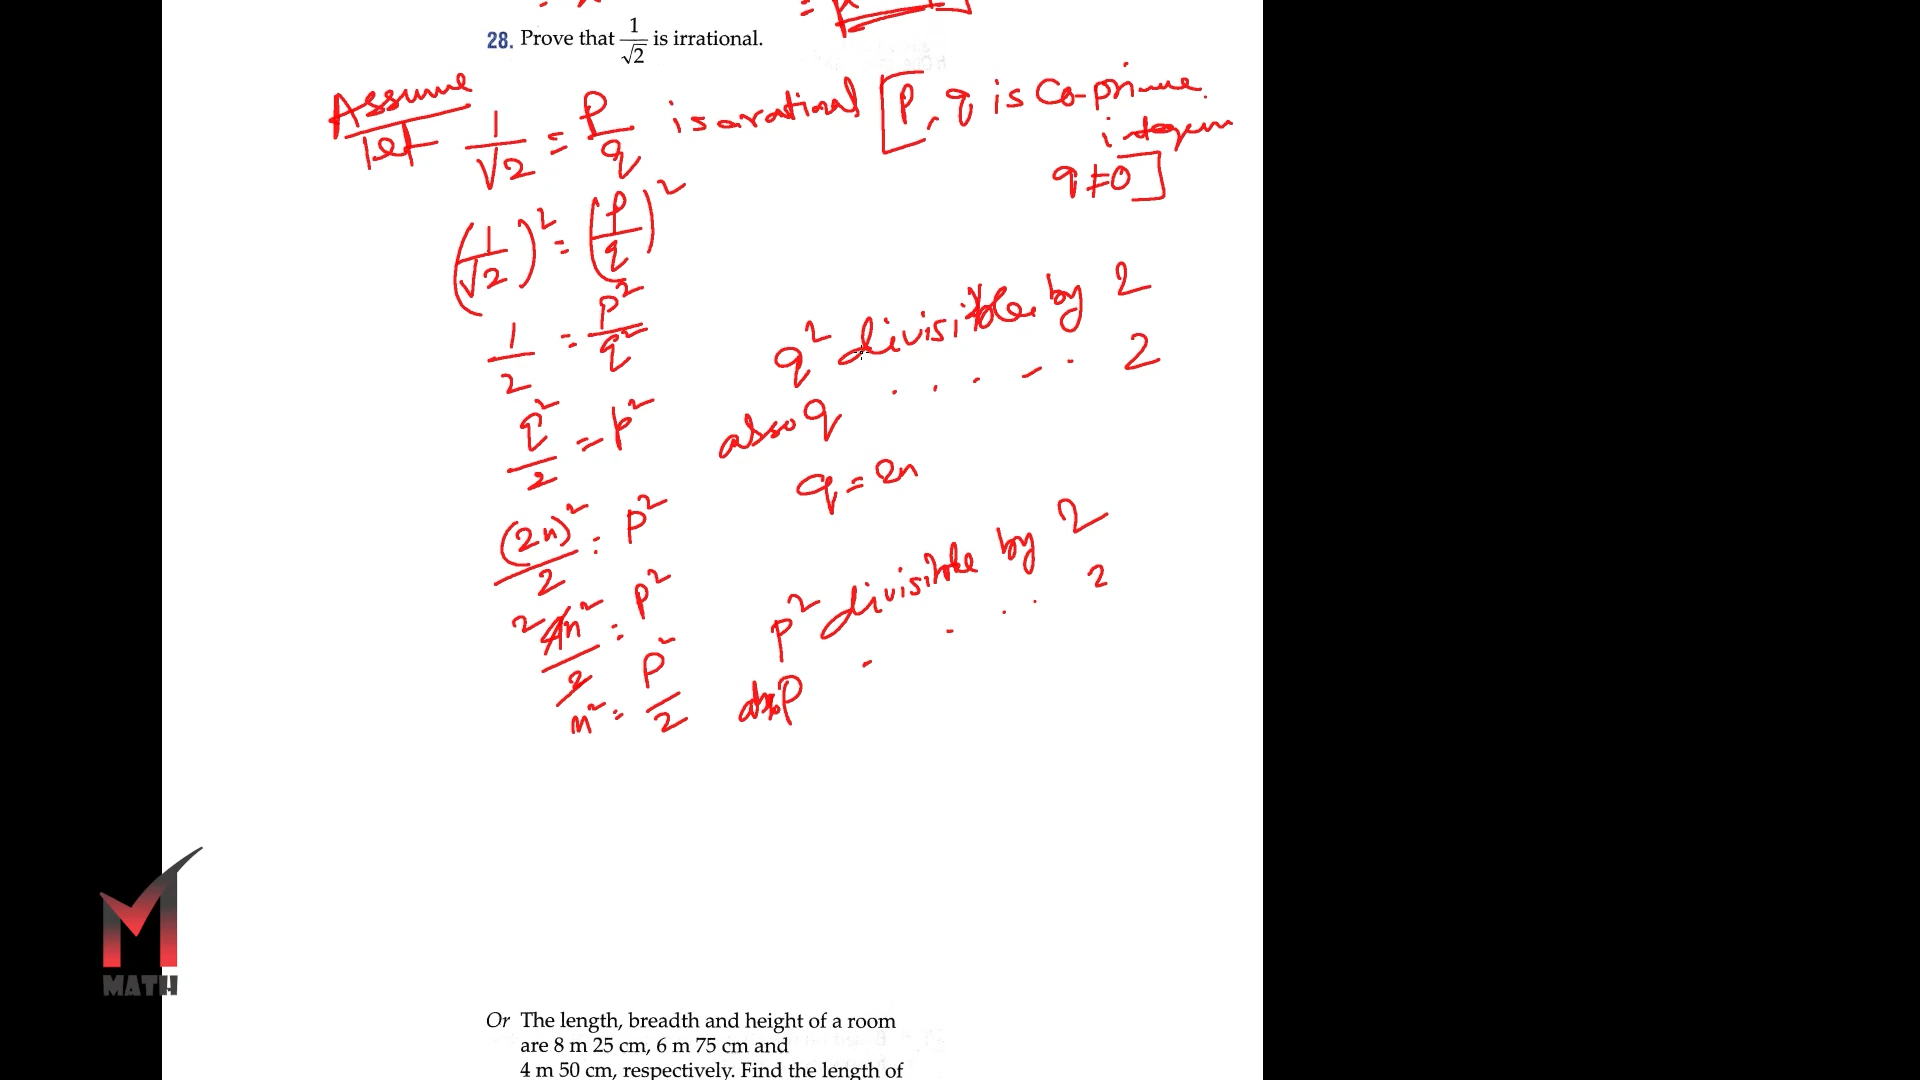 28. Prove that 1/√2 is irrational.
Assume
let 1/√2 = p/q is a rational [p, q is Co-prime integers q ≠ 0]
(1/√2)² = (p/q)²
1/2 = p²/q²
q² divisible by 2
q²/2 = p²
also q . . . - . 2
q = 2n
(2n)²/2 = p²
2 4n²/2 = p²
p² divisible by 2
n² = p²/2
also p . . . . 2
MATH
Or The length, breadth and height of a room
are 8 m 25 cm, 6 m 75 cm and
4 m 50 cm, respectively. Find the length of